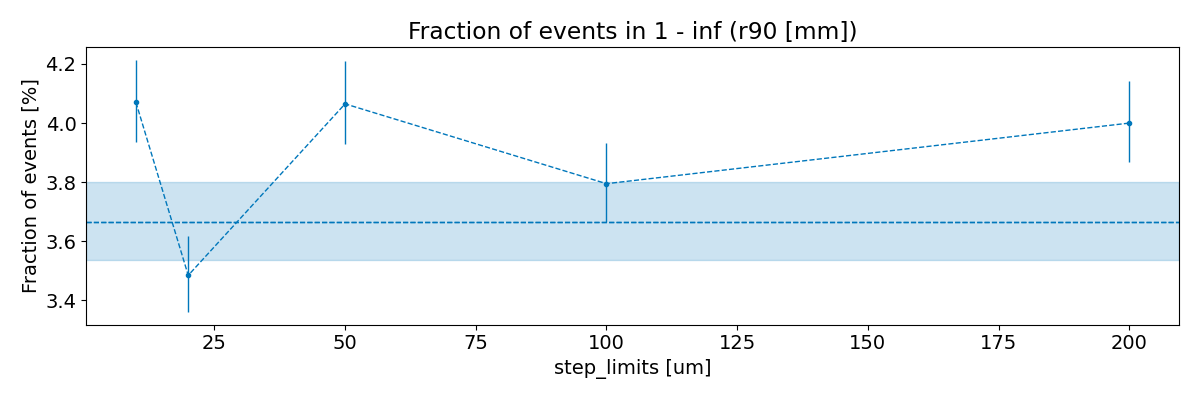 Fraction of events in 1 - inf (r90 [mm])
Fraction of events [%]
4.2
4.0
3.8
3.6
3.4
25 50 75 100 125 150 175 200
step_limits [um]